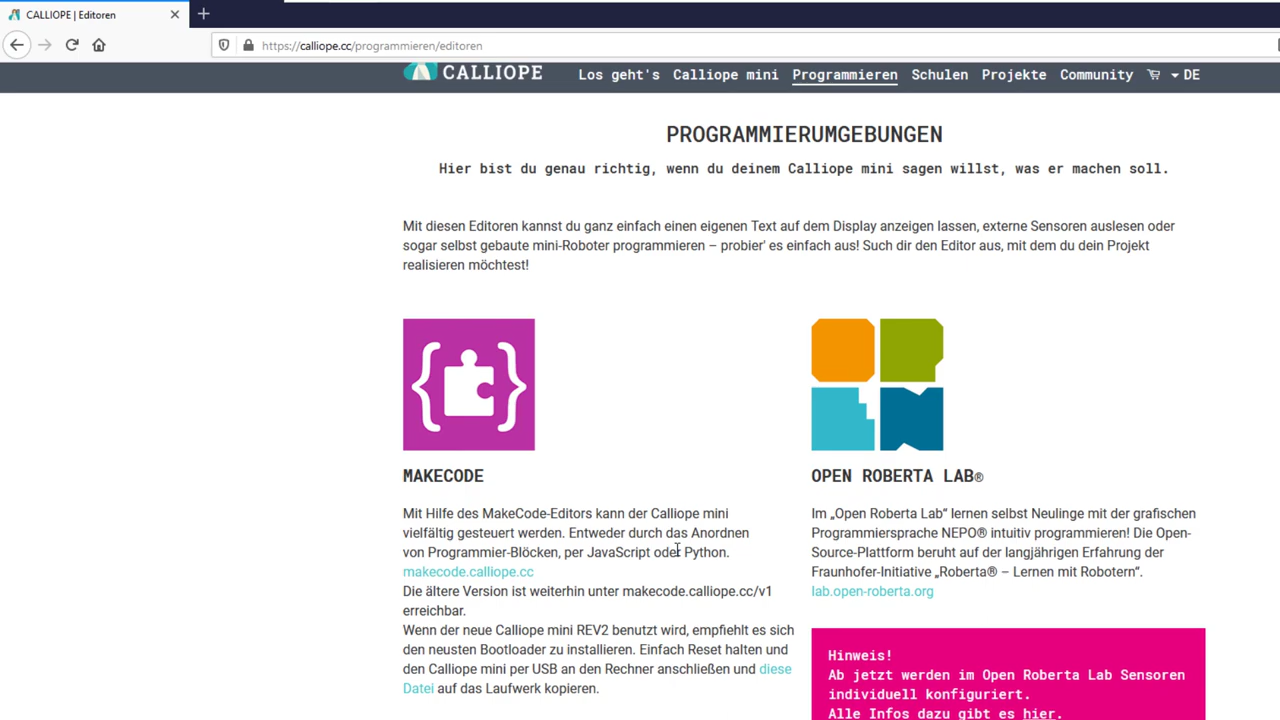 CALLIOPE | Editoren
https://calliope.cc/programmieren/editoren
CALLIOPE
Los geht's Calliope mini Programmieren Schulen Projekte Community DE
PROGRAMMIERUMGEBUNGEN
Hier bist du genau richtig, wenn du deinem Calliope mini sagen willst, was er machen soll.
Mit diesen Editoren kannst du ganz einfach einen eigenen Text auf dem Display anzeigen lassen, externe Sensoren auslesen oder
sogar selbst gebaute mini-Roboter programmieren – probier' es einfach aus! Such dir den Editor aus, mit dem du dein Projekt
realisieren möchtest!
MAKECODE
Mit Hilfe des MakeCode-Editors kann der Calliope mini
vielfältig gesteuert werden. Entweder durch das Anordnen
von Programmier-Blöcken, per JavaScript oder Python.
makecode.calliope.cc
Die ältere Version ist weiterhin unter makecode.calliope.cc/v1
erreichbar.
Wenn der neue Calliope mini REV2 benutzt wird, empfiehlt es sich
den neusten Bootloader zu installieren. Einfach Reset halten und
den Calliope mini per USB an den Rechner anschließen und diese
Datei auf das Laufwerk kopieren.
OPEN ROBERTA LAB®
Im „Open Roberta Lab“ lernen selbst Neulinge mit der grafischen
Programmiersprache NEPO® intuitiv programmieren! Die Open-
Source-Plattform beruht auf der langjährigen Erfahrung der
Fraunhofer-Initiative „Roberta® – Lernen mit Robotern“.
lab.open-roberta.org
Hinweis!
Ab jetzt werden im Open Roberta Lab Sensoren
individuell konfiguriert.
Alle Infos dazu gibt es hier.